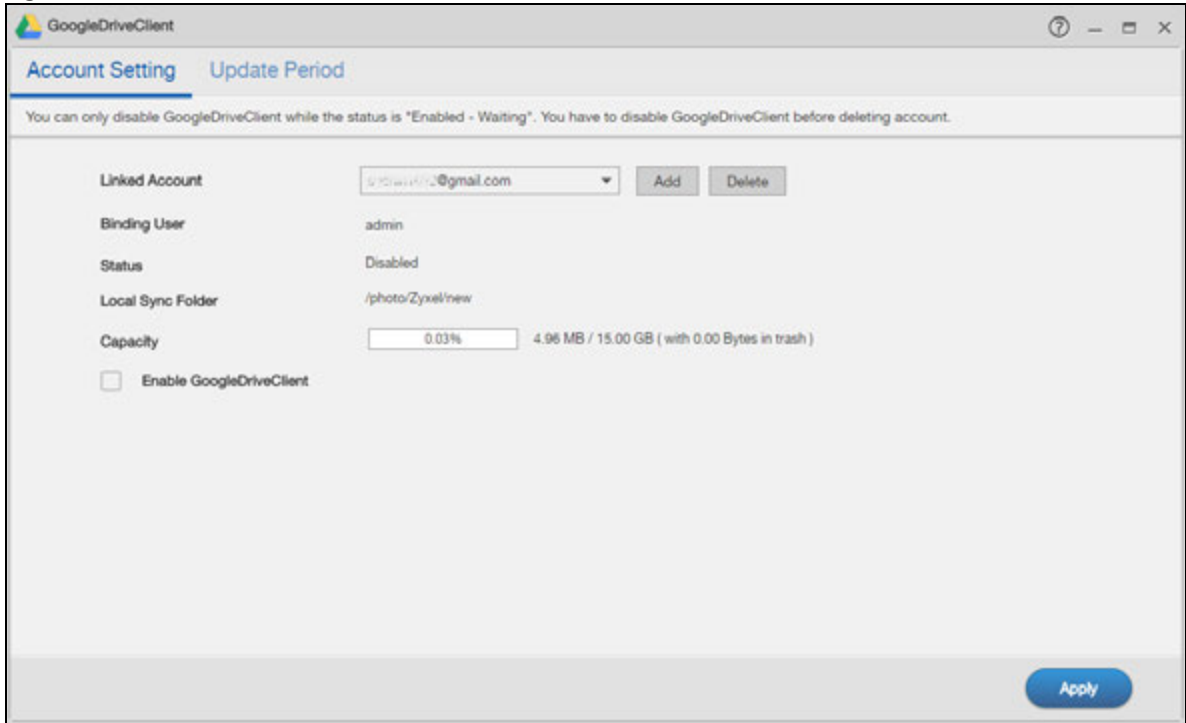 GoogleDriveClient
Account Setting Update Period
You can only disable GoogleDriveClient while the status is "Enabled - Waiting". You have to disable GoogleDriveClient before deleting account.
Linked Account @gmail.com Add Delete
Binding User admin
Status Disabled
Local Sync Folder /photo/Zyxel/new
Capacity 0.03% 4.96 MB / 15.00 GB ( with 0.00 Bytes in trash )
Enable GoogleDriveClient
Apply